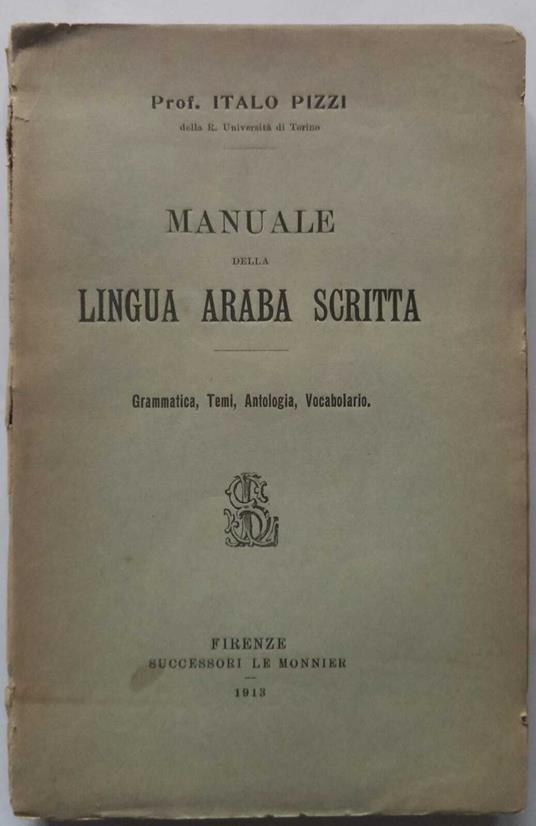 Prof. ITALO PIZZI
della R. Università di Torino
MANUALE
DELLA
LINGUA ARABA SCRITTA
Grammatica, Temi, Antologia, Vocabolario.
FIRENZE
SUCCESSORI LE MONNIER
1913